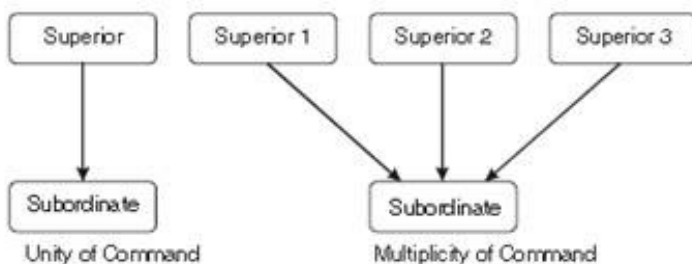 Superior
Superior 1
Superior 2
Superior 3
Subordinate
Subordinate
Unity of Command
Multiplicity of Command